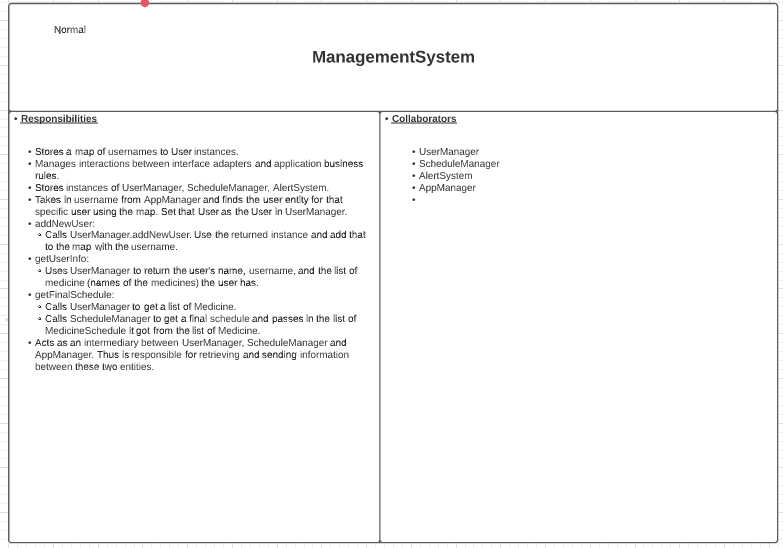 Normal
ManagementSystem
• Responsibilities
• Stores a map of usernames to User instances.
• Manages interactions between interface adapters and application business
rules.
• Stores instances of UserManager, ScheduleManager, AlertSystem.
• Takes in username from AppManager and finds the user entity for that
specific user using the map. Set that User as the User in UserManager.
• addNewUser:
∘ Calls UserManager.addNewUser. Use the returned instance and add that
to the map with the username.
• getUserInfo:
∘ Uses UserManager to return the user's name, username, and the list of
medicine (names of the medicines) the user has.
• getFinalSchedule:
∘ Calls UserManager to get a list of Medicine.
∘ Calls ScheduleManager to get a final schedule and passes in the list of
MedicineSchedule it got from the list of Medicine.
• Acts as an intermediary between UserManager, ScheduleManager and
AppManager. Thus is responsible for retrieving and sending information
between these two entities.
• Collaborators
• UserManager
• ScheduleManager
• AlertSystem
• AppManager
•